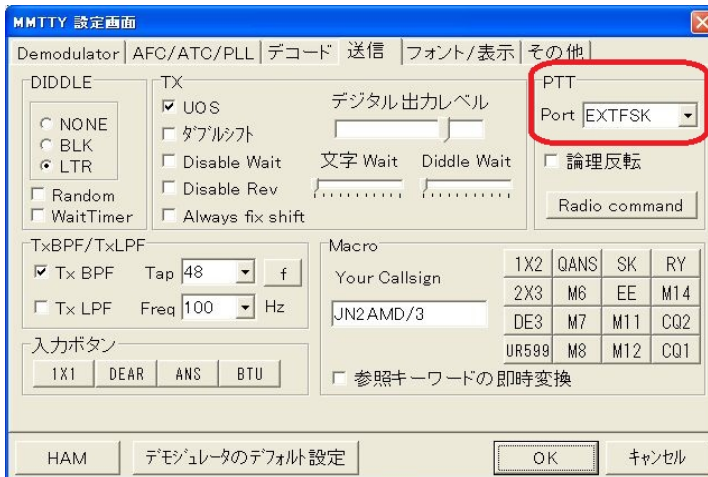 MMTTY 設定画面
Demodulator AFC/ATC/PLL デコード 送信 フォント/表示 その他
DIDDLE
NONE
BLK
LTR
Random
WaitTimer
TX
UOS
ダブルシフト
Disable Wait
Disable Rev
Always fix shift
デジタル出力レベル
文字 Wait Diddle Wait
PTT
Port EXTFSK
論理反転
Radio command
TxBPF/TxLPF
Tx BPF Tap 48 f
Tx LPF Freq 100 Hz
入力ボタン
1X1 DEAR ANS BTU
Macro
Your Callsign
JN2AMD/3
1X2 QANS SK RY
2X3 M6 EE M14
DE3 M7 M11 CQ2
UR599 M8 M12 CQ1
参照キーワードの即時変換
HAM デモジュレータのデフォルト設定 OK キャンセル